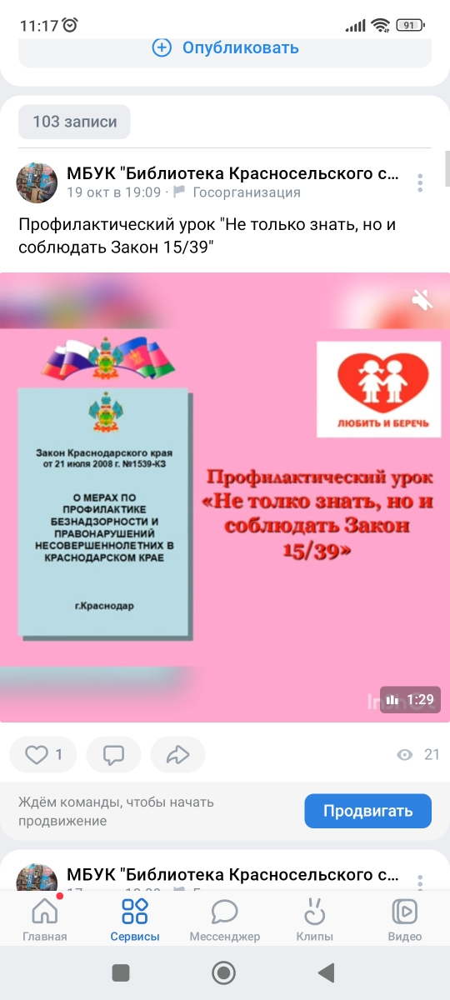 11:17
91
Опубликовать
103 записи
МБУК "Библиотека Красносельского с...
19 окт в 19:09 · Госорганизация
Профилактический урок "Не только знать, но и
соблюдать Закон 15/39"
Закон Краснодарского края
от 21 июля 2008 г. №1539-КЗ
О МЕРАХ ПО
ПРОФИЛАКТИКЕ
БЕЗНАДЗОРНОСТИ И
ПРАВОНАРУШЕНИЙ
НЕСОВЕРШЕННОЛЕТНИХ В
КРАСНОДАРСКОМ КРАЕ
г.Краснодар
ЛЮБИТЬ И БЕРЕЧЬ
Профилактический урок
«Не толко знать, но и
соблюдать Закон
15/39»
1:29
1
21
Ждём команды, чтобы начать
продвижение
Продвигать
МБУК "Библиотека Красносельского с...
Главная
Сервисы
Мессенджер
Клипы
Видео